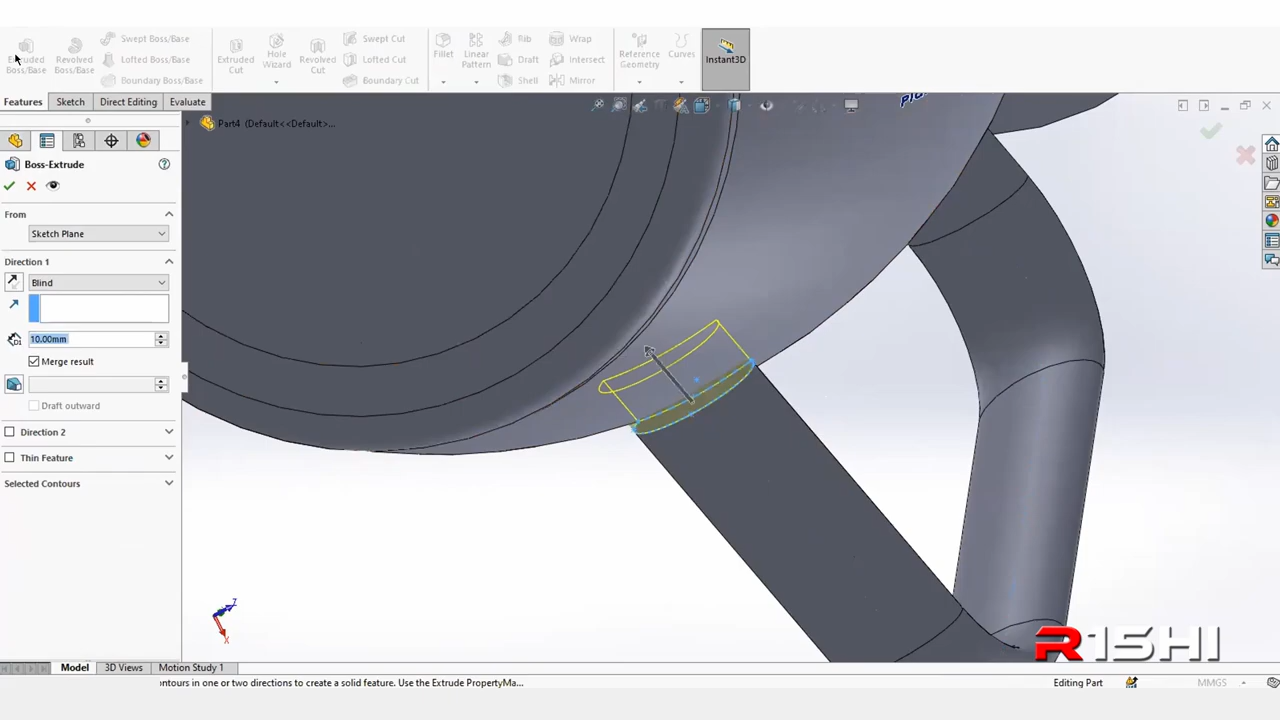 Extruded Boss/Base
Revolved Boss/Base
Swept Boss/Base
Lofted Boss/Base
Boundary Boss/Base
Extruded Cut
Hole Wizard
Revolved Cut
Swept Cut
Lofted Cut
Boundary Cut
Fillet
Linear Pattern
Rib
Draft
Shell
Wrap
Intersect
Mirror
Reference Geometry
Curves
Instant3D
Features
Sketch
Direct Editing
Evaluate
Part4 (Default<<Default>...
Boss-Extrude
From
Sketch Plane
Direction 1
Blind
10.00mm
Merge result
Draft outward
Direction 2
Thin Feature
Selected Contours
Z
X
R1SHI
Model
3D Views
Motion Study 1
ontours in one or two directions to create a solid feature. Use the Extrude PropertyMa...
Editing Part
MMGS